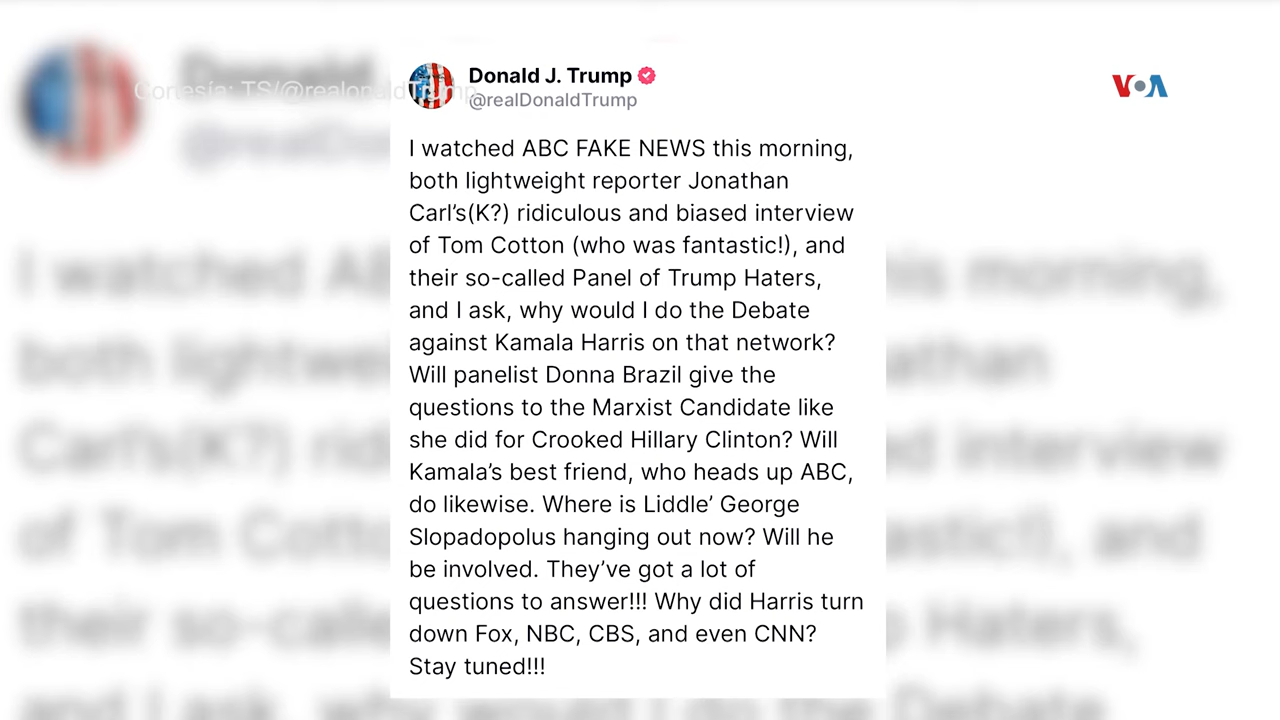 Donald J. Trump
@realDonaldTrump
Cortesía: TS/@realonaldTrump
VOA
I watched ABC FAKE NEWS this morning,
both lightweight reporter Jonathan
Carl’s(K?) ridiculous and biased interview
of Tom Cotton (who was fantastic!), and
their so-called Panel of Trump Haters,
and I ask, why would I do the Debate
against Kamala Harris on that network?
Will panelist Donna Brazil give the
questions to the Marxist Candidate like
she did for Crooked Hillary Clinton? Will
Kamala’s best friend, who heads up ABC,
do likewise. Where is Liddle’ George
Slopadopolus hanging out now? Will he
be involved. They’ve got a lot of
questions to answer!!! Why did Harris turn
down Fox, NBC, CBS, and even CNN?
Stay tuned!!!